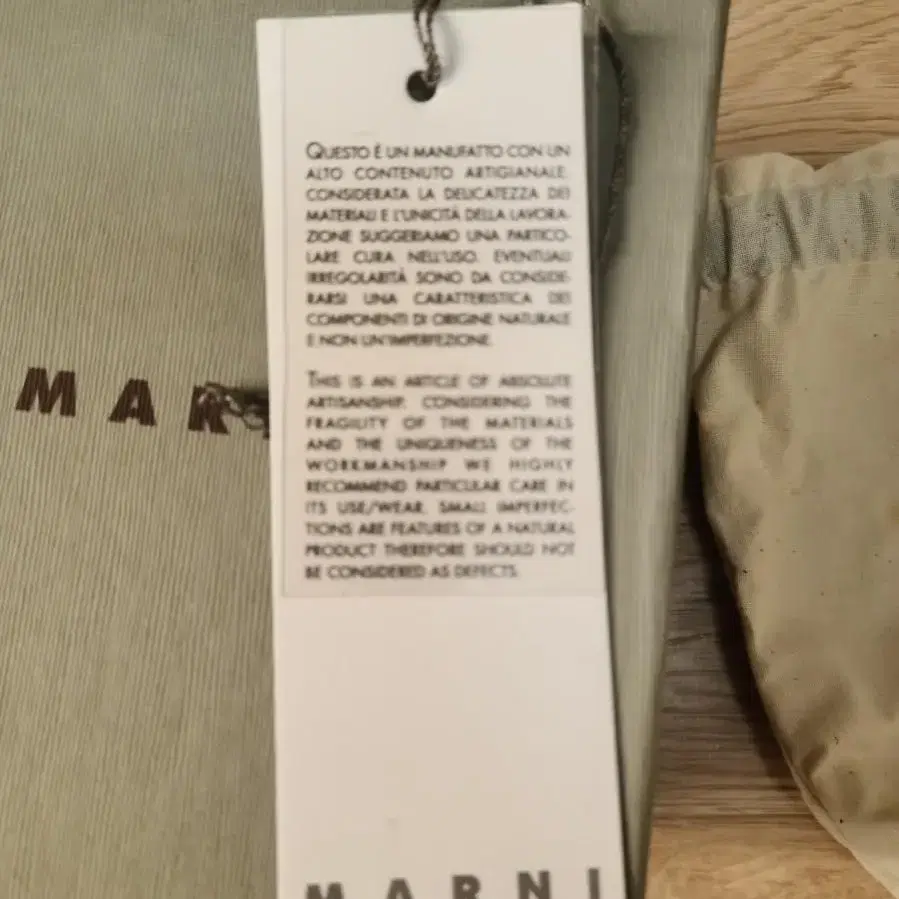 QUESTO É UN MANUFATTO CON UN
ALTO CONTENUTO ARTIGIANALE.
CONSIDERATA LA DELICATEZZA DEI
MATERIALI E L'UNICITÀ DELLA LAVORA-
ZIONE SUGGERIAMO UNA PARTICO-
LARE CURA NELL'USO. EVENTUALI
IRREGOLARITÀ SONO DA CONSIDE-
RARSI UNA CARATTERISTICA DEI
COMPONENTI DI ORIGINE NATURALE
E NON UN'IMPERFEZIONE.
THIS IS AN ARTICLE OF ABSOLUTE
ARTISANSHIP. CONSIDERING THE
FRAGILITY OF THE MATERIALS
AND THE UNIQUENESS OF THE
WORKMANSHIP WE HIGHLY
RECOMMEND PARTICULAR CARE IN
ITS USE/WEAR. SMALL IMPERFEC-
TIONS ARE FEATURES OF A NATURAL
PRODUCT THEREFORE SHOULD NOT
BE CONSIDERED AS DEFECTS.
MAR
MARNI